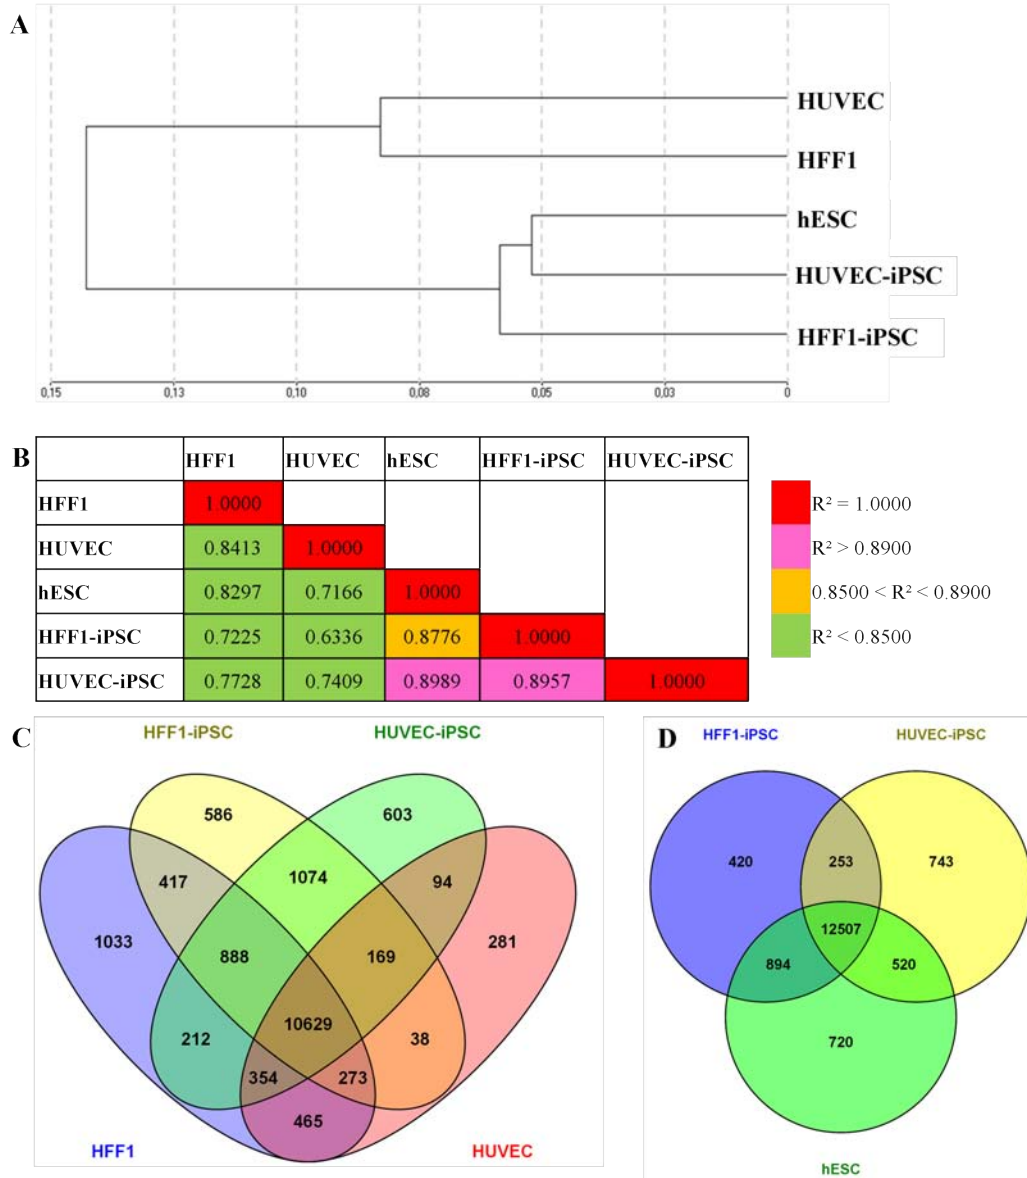 A
HUVEC
HFF1
hESC
HUVEC-iPSC
HFF1-iPSC
0,15 0,13 0,10 0,08 0,05 0,03 0
B
HFF1 HUVEC hESC HFF1-iPSC HUVEC-iPSC
HFF1 1.0000
HUVEC 0.8413 1.0000
hESC 0.8297 0.7166 1.0000
HFF1-iPSC 0.7225 0.6336 0.8776 1.0000
HUVEC-iPSC 0.7728 0.7409 0.8989 0.8957 1.0000
R² = 1.0000
R² > 0.8900
0.8500 < R² < 0.8900
R² < 0.8500
C
HFF1-iPSC HUVEC-iPSC
586 603
417 1074 94
1033 888 169 281
10629
212 38
354 273
465
HFF1 HUVEC
D
HFF1-iPSC HUVEC-iPSC
420 253 743
12507
894 520
720
hESC